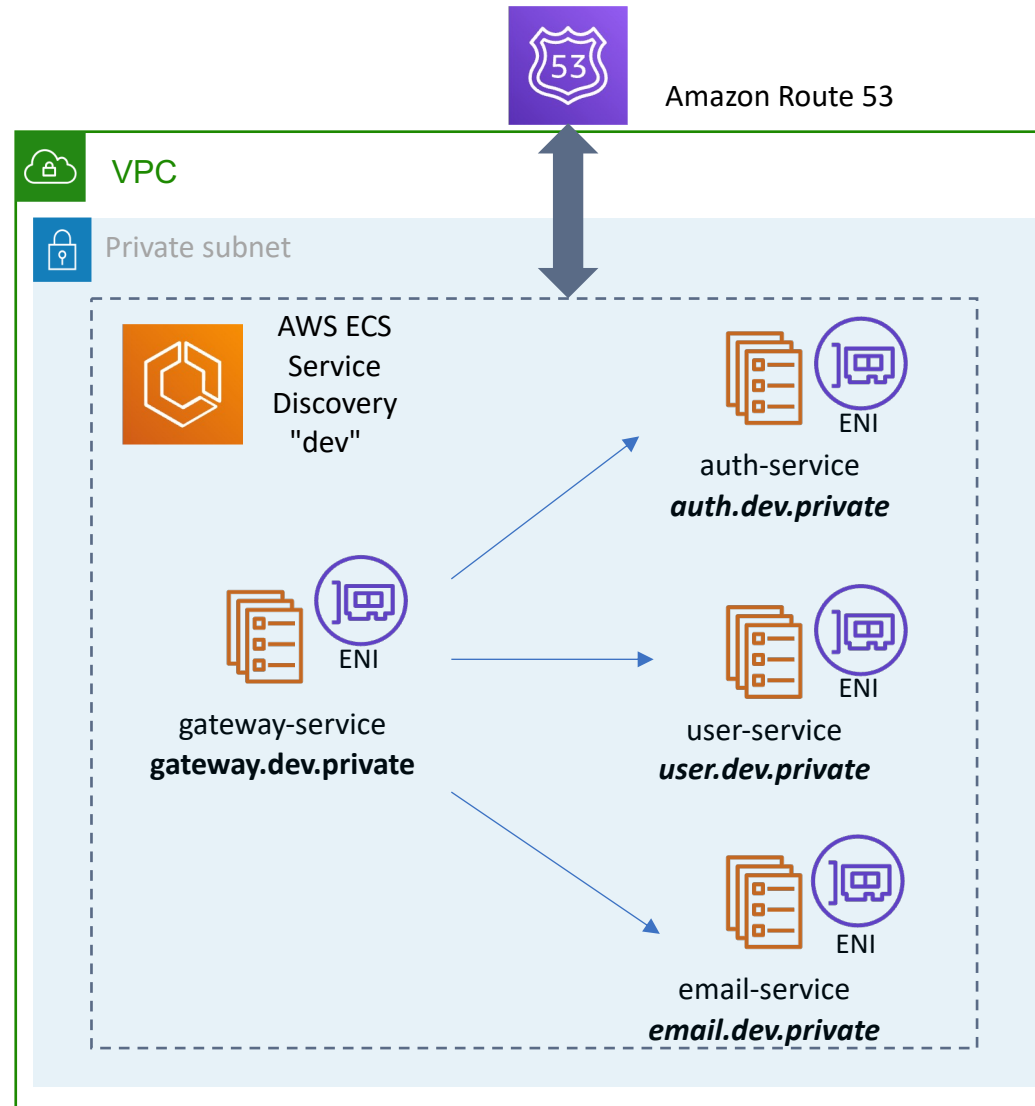 53
Amazon Route 53
VPC
Private subnet
AWS ECS
Service
Discovery
"dev"
ENI
auth-service
auth.dev.private
ENI
gateway-service
gateway.dev.private
ENI
user-service
user.dev.private
ENI
email-service
email.dev.private